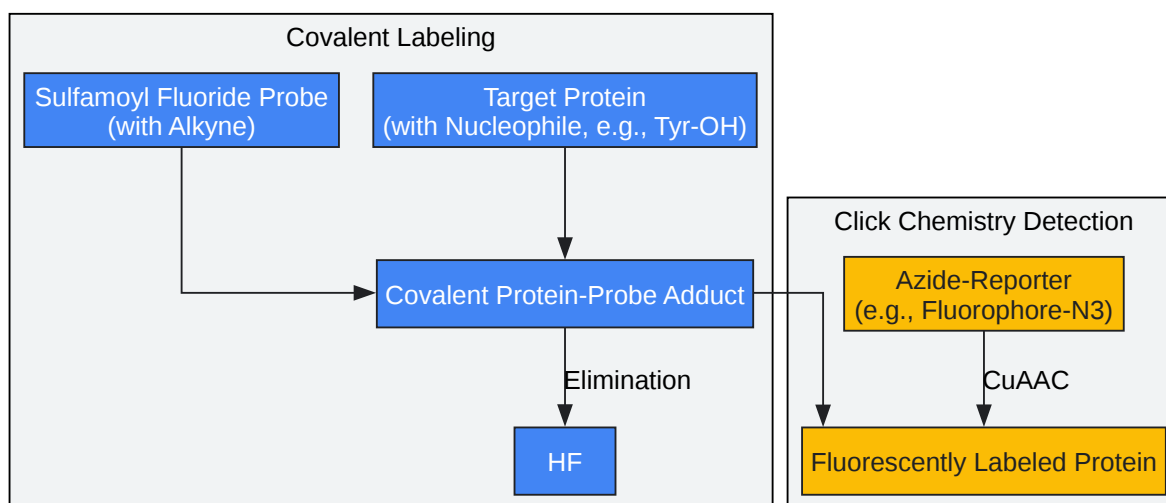 Covalent Labeling
Sulfamoyl Fluoride Probe
(with Alkyne)
Target Protein
(with Nucleophile, e.g., Tyr-OH)
Covalent Protein-Probe Adduct
Elimination
HF
Click Chemistry Detection
Azide-Reporter
(e.g., Fluorophore-N3)
CuAAC
Fluorescently Labeled Protein